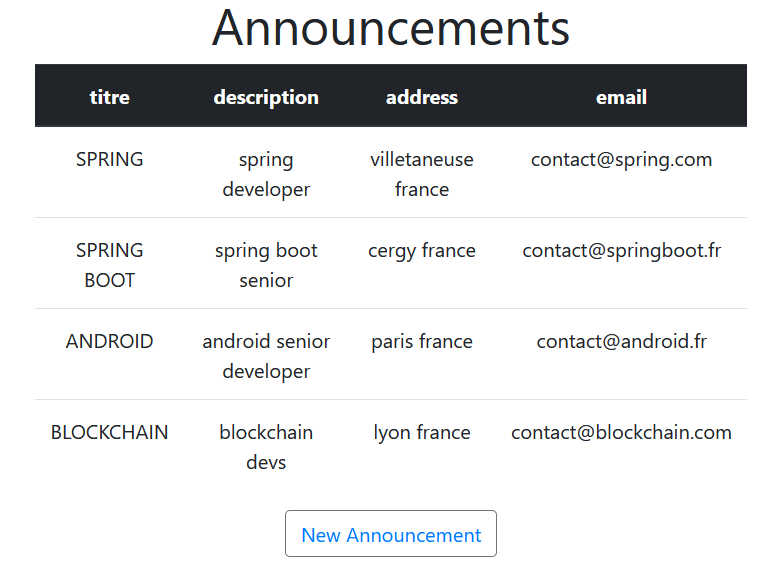 Announcements
titre description address email
SPRING spring villetaneuse contact@spring.com
developer france
SPRING spring boot cergy france contact@springboot.fr
BOOT senior
ANDROID android senior paris france contact@android.fr
developer
BLOCKCHAIN blockchain lyon france contact@blockchain.com
devs
New Announcement